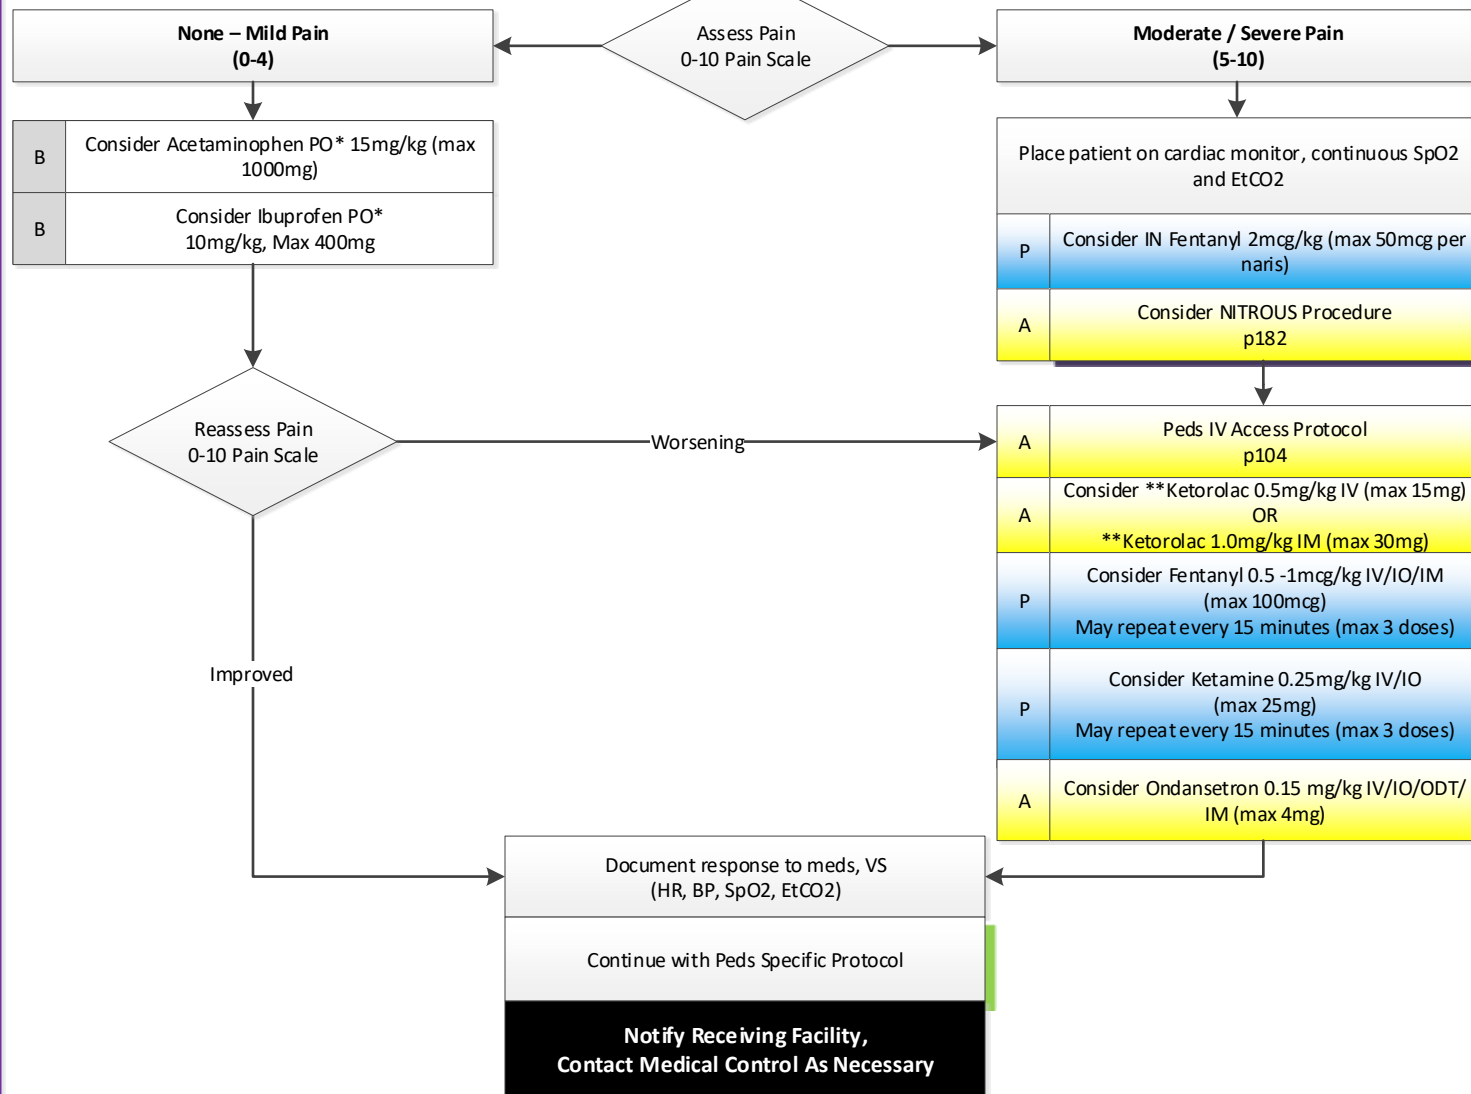 Assess Pain
0-10 Pain Scale
None – Mild Pain
(0-4)
B
Consider Acetaminophen PO* 15mg/kg (max
1000mg)
B
Consider Ibuprofen PO*
10mg/kg, Max 400mg
Reassess Pain
0-10 Pain Scale
Worsening
Improved
Moderate / Severe Pain
(5-10)
Place patient on cardiac monitor, continuous SpO2
and EtCO2
P
Consider IN Fentanyl 2mcg/kg (max 50mcg per
naris)
A
Consider NITROUS Procedure
p182
A
Peds IV Access Protocol
p104
A
Consider **Ketorolac 0.5mg/kg IV (max 15mg)
OR
**Ketorolac 1.0mg/kg IM (max 30mg)
P
Consider Fentanyl 0.5 -1mcg/kg IV/IO/IM
(max 100mcg)
May repeat every 15 minutes (max 3 doses)
P
Consider Ketamine 0.25mg/kg IV/IO
(max 25mg)
May repeat every 15 minutes (max 3 doses)
A
Consider Ondansetron 0.15 mg/kg IV/IO/ODT/
IM (max 4mg)
Document response to meds, VS
(HR, BP, SpO2, EtCO2)
Continue with Peds Specific Protocol
Notify Receiving Facility,
Contact Medical Control As Necessary